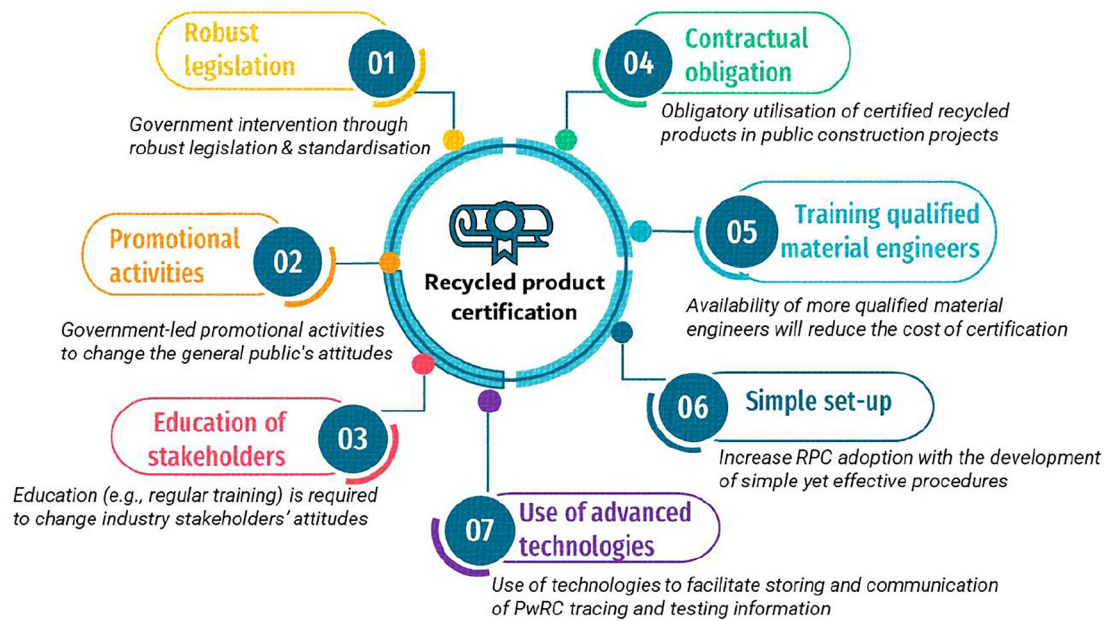 Robust
legislation
01
Government intervention through
robust legislation & standardisation
Promotional
activities
02
Government-led promotional activities
to change the general public's attitudes
Education of
stakeholders
03
Education (e.g., regular training) is required
to change industry stakeholders’ attitudes
04
Contractual
obligation
Obligatory utilisation of certified recycled
products in public construction projects
05
Training qualified
material engineers
Availability of more qualified material
engineers will reduce the cost of certification
06
Simple set-up
Increase RPC adoption with the development
of simple yet effective procedures
07
Use of advanced
technologies
Use of technologies to facilitate storing and communication
of PwRC tracing and testing information
Recycled product
certification